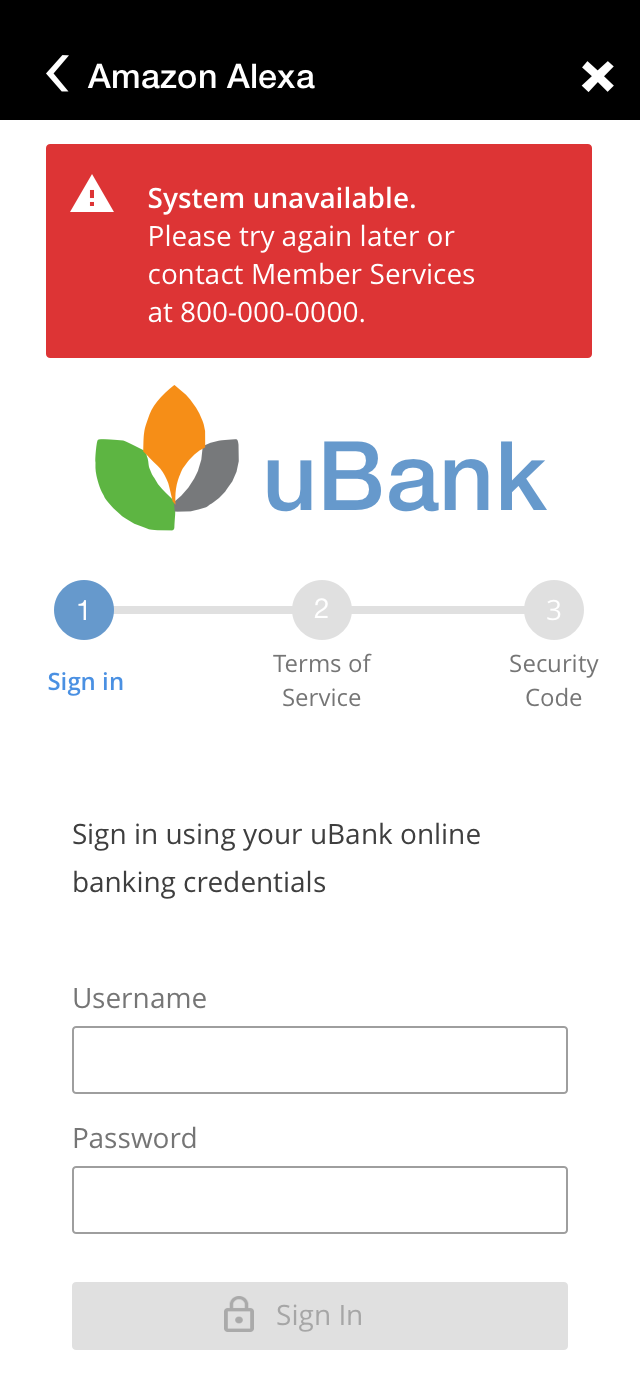 Amazon Alexa
System unavailable.
Please try again later or
contact Member Services
at 800-000-0000.
uBank
1
2
3
Sign in
Terms of
Service
Security
Code
Sign in using your uBank online
banking credentials
Username
Password
Sign In